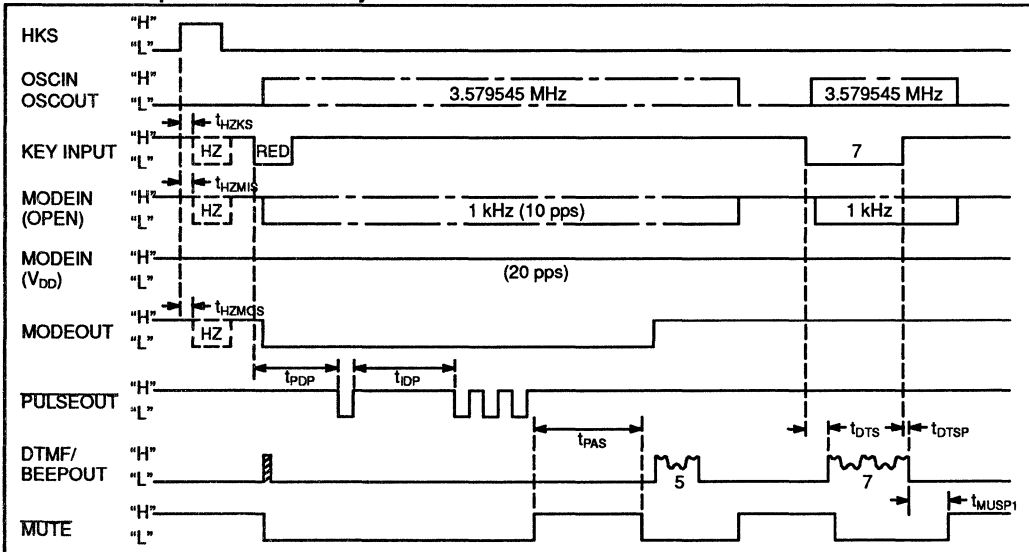 HKS "H"
"L"
OSCIN "H"
OSCOUT "L"
3.579545 MHz 3.579545 MHz
tHZKS
KEY INPUT "H"
"L"
HZ RED 7
tHZMIS
MODEIN "H"
(OPEN) "L"
HZ 1 kHz (10 pps) 1 kHz
MODEIN "H"
(VDD) "L"
(20 pps)
tHZMOS
MODEOUT "H"
"L"
HZ
tPDP tIDP
PULSEOUT "H"
"L"
tPAS tDTS tDTSP
DTMF/ "H"
BEEPOUT "L"
5 7
tMUSP1
MUTE "H"
"L"